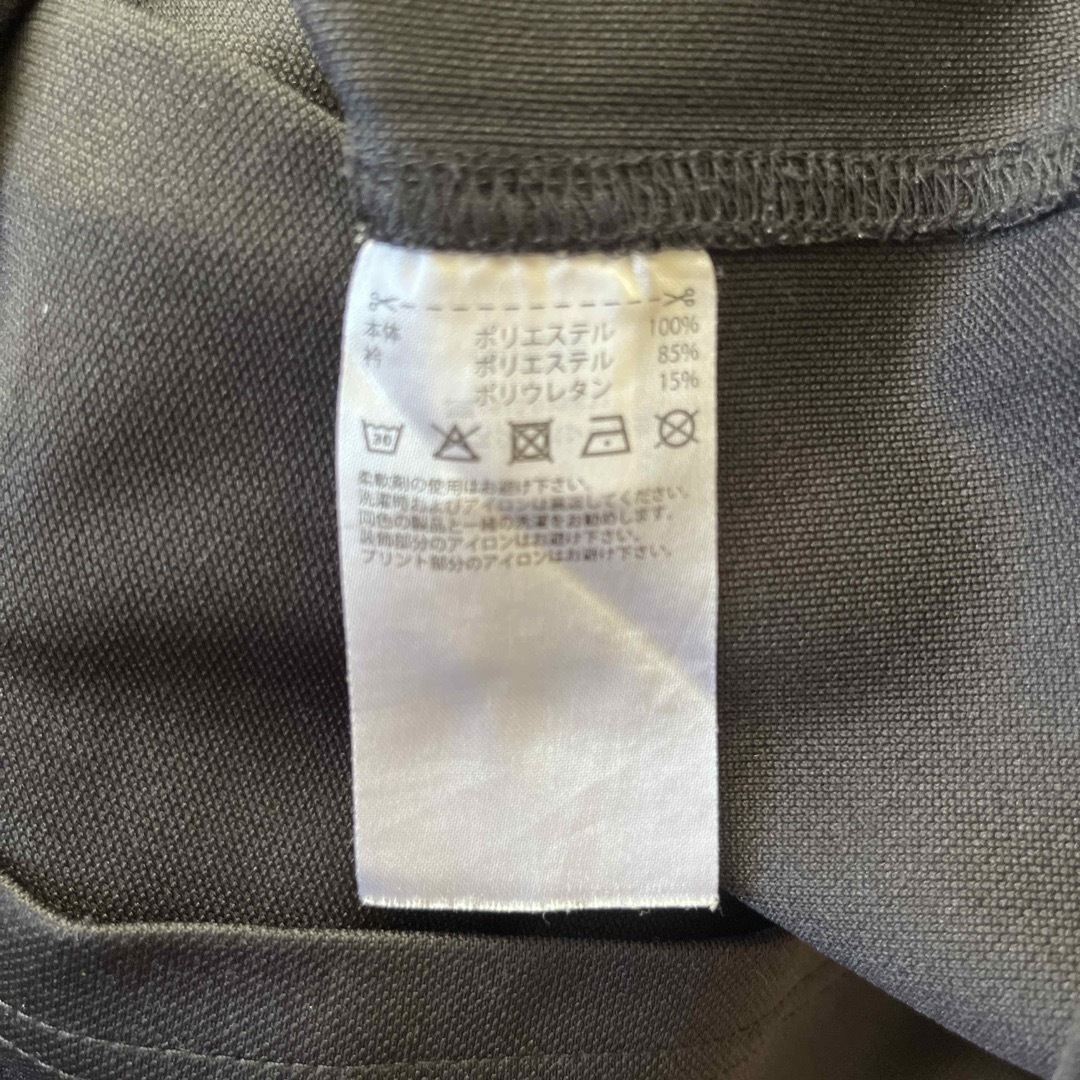 本体 ポリエステル 100%
衿 ポリエステル 85%
ポリウレタン 15%
30
柔軟剤の使用はお避け下さい。
洗濯物およびアイロンは裏返してください。
同色の製品と一緒の洗濯をお勧めします。
装飾部分のアイロンはお避け下さい。
プリント部分のアイロンはお避け下さい。